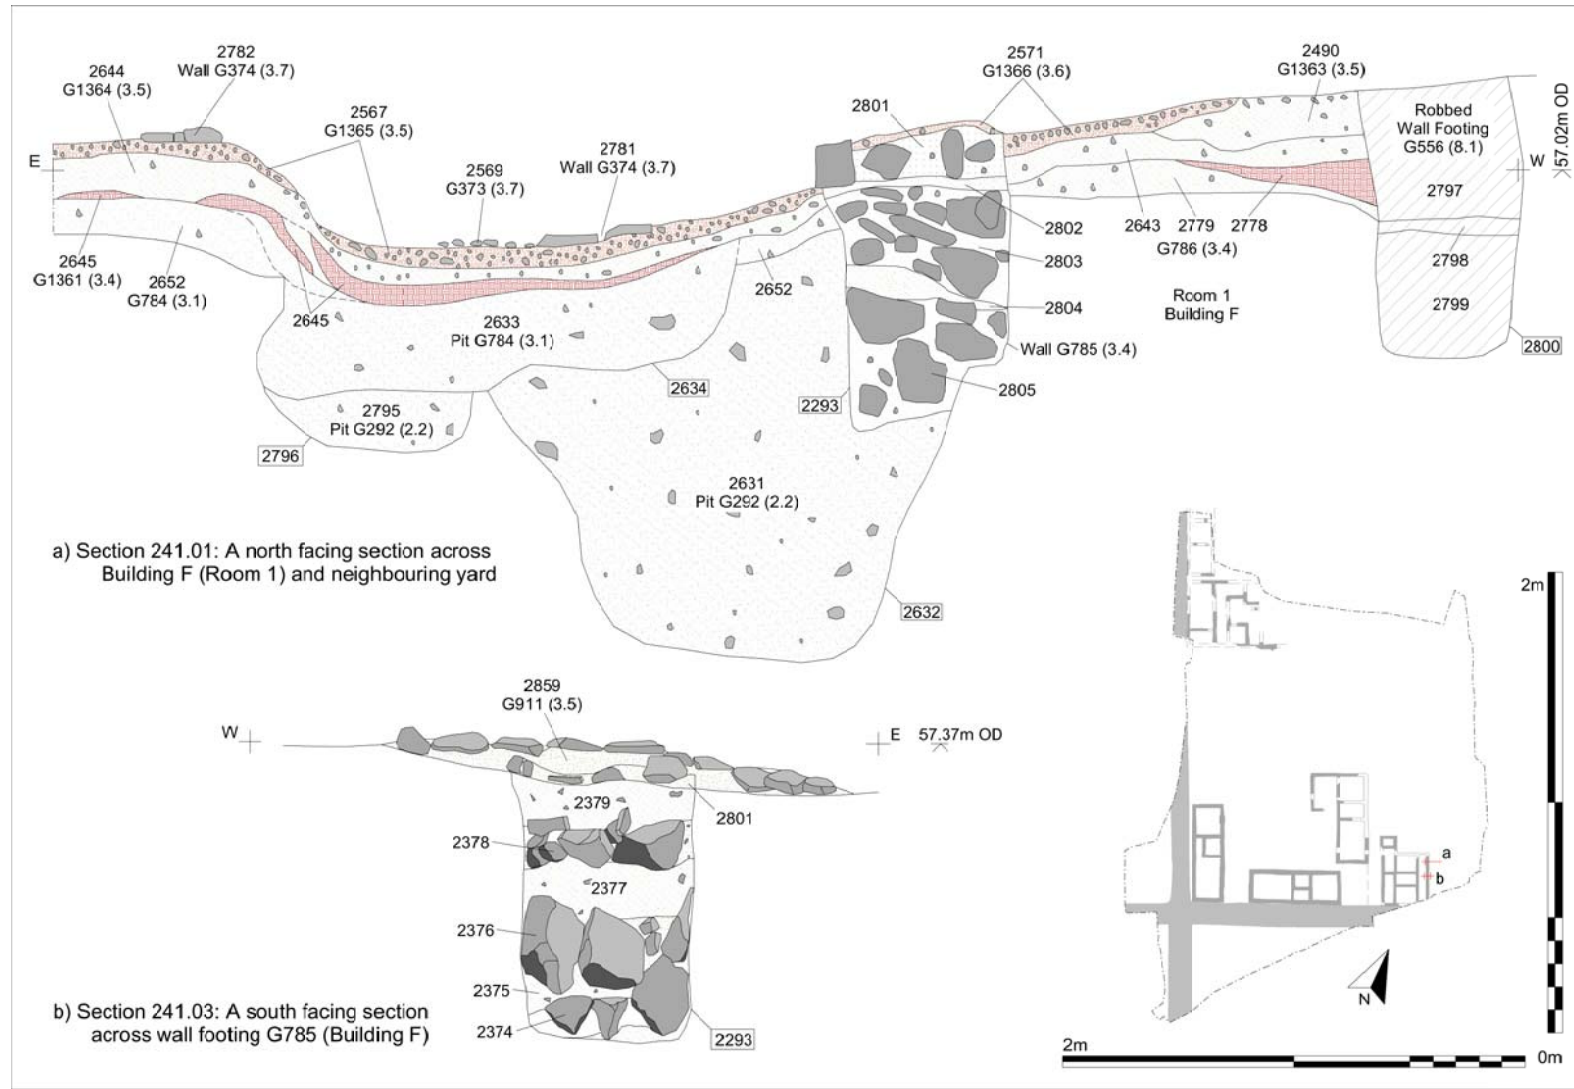 2782
Wall G374 (3.7)
2644
G1364 (3.5)
2567
G1365 (3.5)
2571
G1366 (3.6)
2490
G1363 (3.5)
2801
Robbed
Wall Footing
G556 (8.1)
57.02m OD
E
2569
G373 (3.7)
2781
Wall G374 (3.7)
W
2797
2645
G1361 (3.4)
2652
G784 (3.1)
2645
2652
2802
2643
2779
2778
G786 (3.4)
2803
2798
2633
Pit G784 (3.1)
2804
Room 1
Building F
2799
Wall G785 (3.4)
2800
2634
2293
2805
2795
Pit G292 (2.2)
2796
2631
Pit G292 (2.2)
a) Section 241.01: A north facing section across
Building F (Room 1) and neighbouring yard
2632
2m
2859
G911 (3.5)
W
E
57.37m OD
2379
2801
2378
2377
2376
2375
2374
2293
b) Section 241.03: A south facing section
across wall footing G785 (Building F)
a
b
N
2m
0m